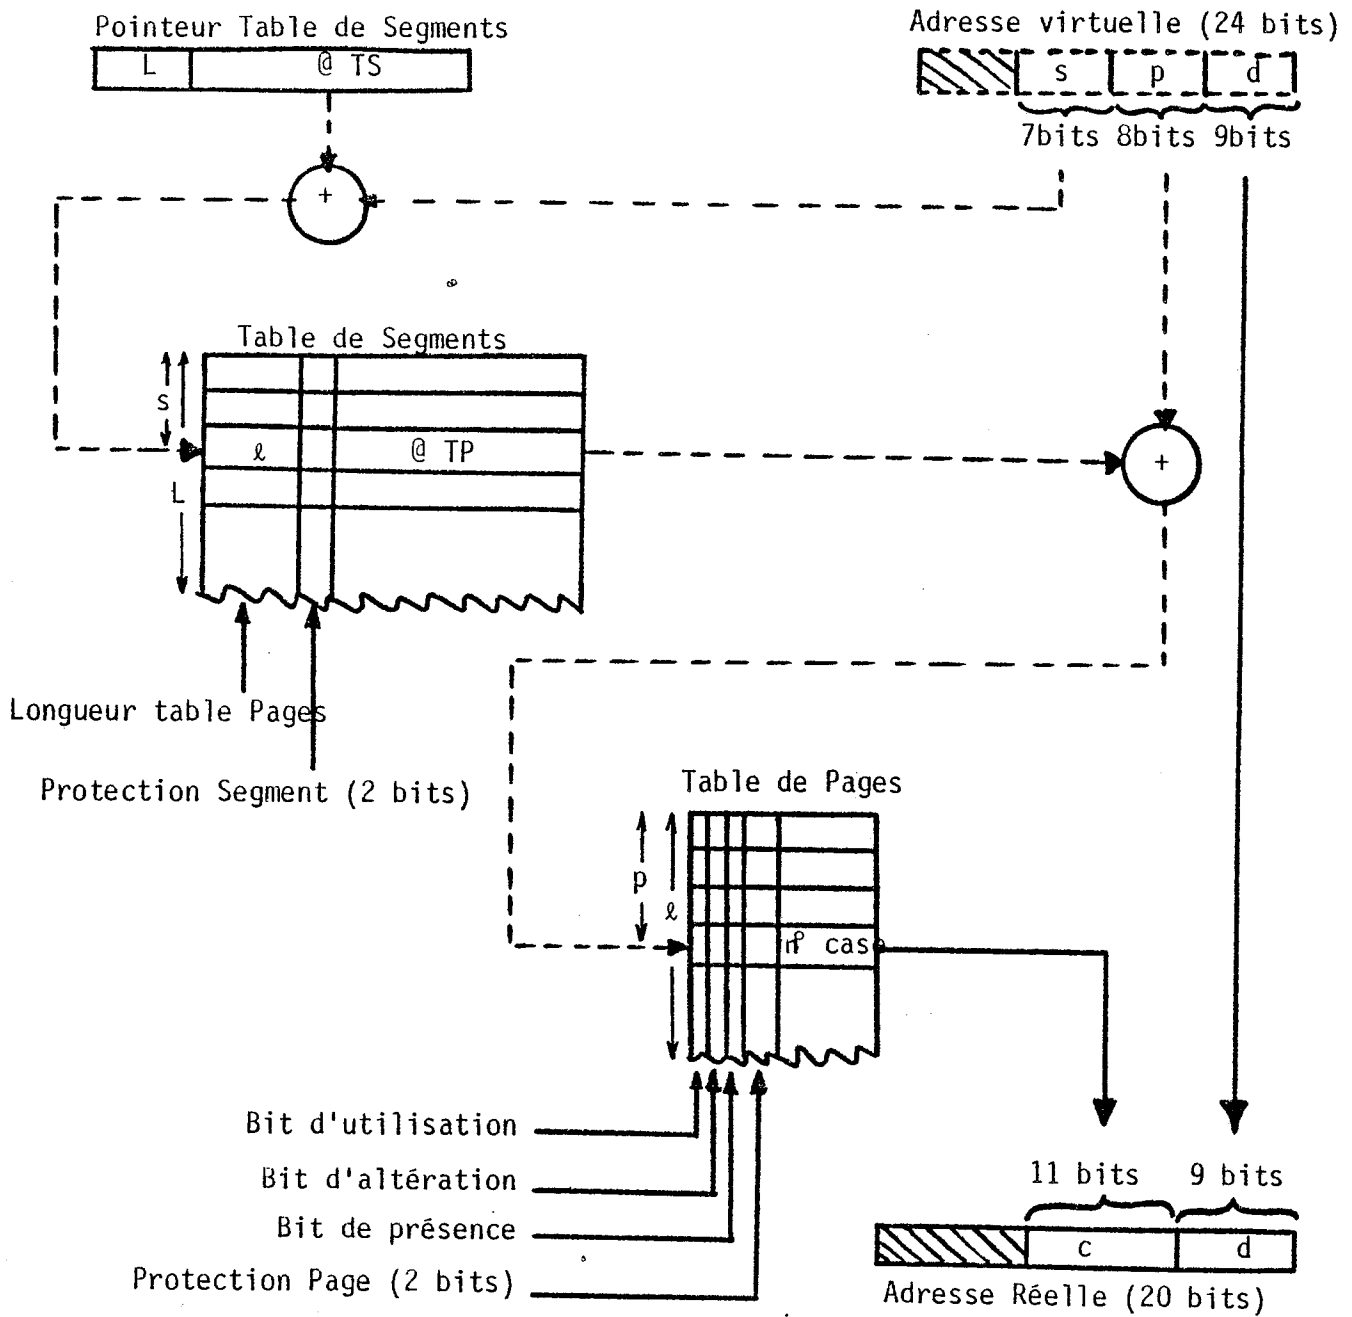 Pointeur Table de Segments
L @ TS
Adresse virtuelle (24 bits)
s p d
7bits 8bits 9bits
+
Table de Segments
s
ℓ @ TP
L
+
Longueur table Pages
Protection Segment (2 bits)
Table de Pages
p
ℓ
n° case
Bit d'utilisation
Bit d'altération
Bit de présence
Protection Page (2 bits)
11 bits 9 bits
c d
Adresse Réelle (20 bits)